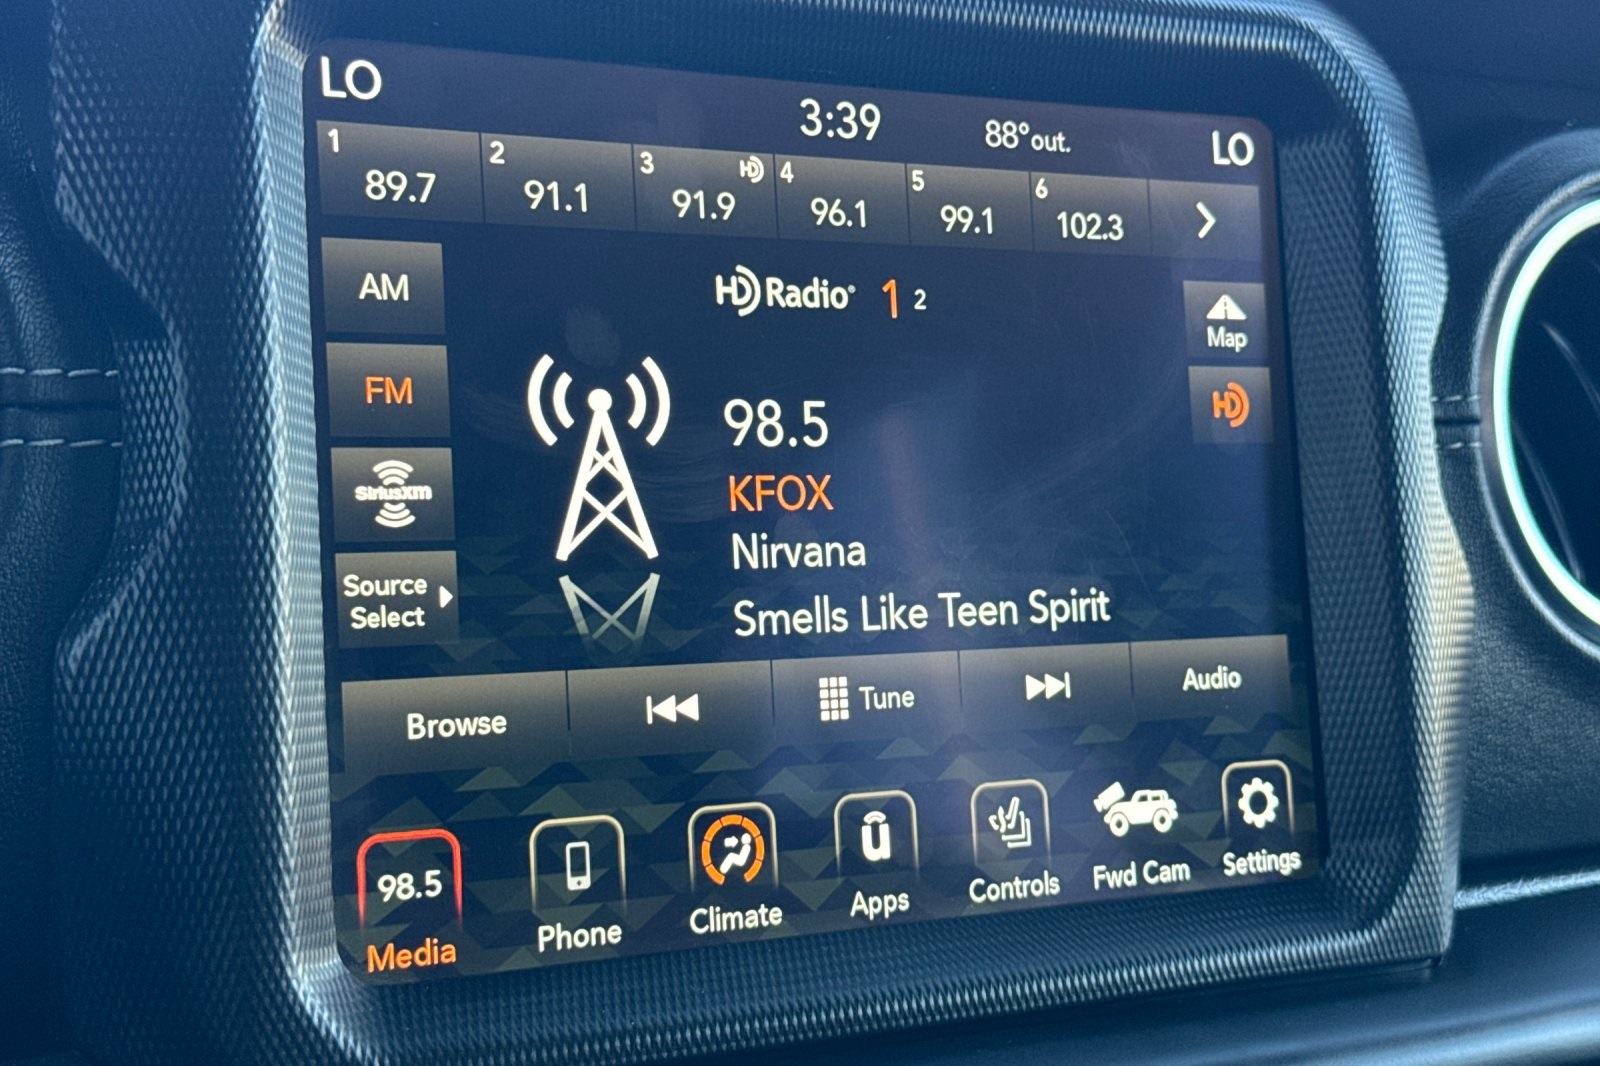 LO
3:39
88° out.
LO
1
89.7
2
91.1
3
HD
91.9
4
96.1
5
99.1
6
102.3
AM
HD Radio 1 2
Map
FM
HD
98.5
KFOX
SiriusXM
Nirvana
Source
Select
Smells Like Teen Spirit
Browse
Tune
Audio
98.5
Media
Phone
Climate
Apps
Controls
Fwd Cam
Settings